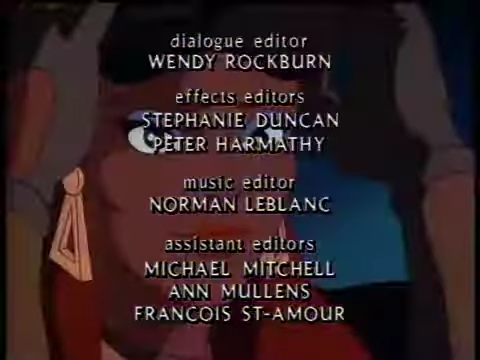 dialogue editor
WENDY ROCKBURN
effects editors
STEPHANIE DUNCAN
PETER HARMATHY
music editor
NORMAN LEBLANC
assistant editors
MICHAEL MITCHELL
ANN MULLENS
FRANCOIS ST-AMOUR